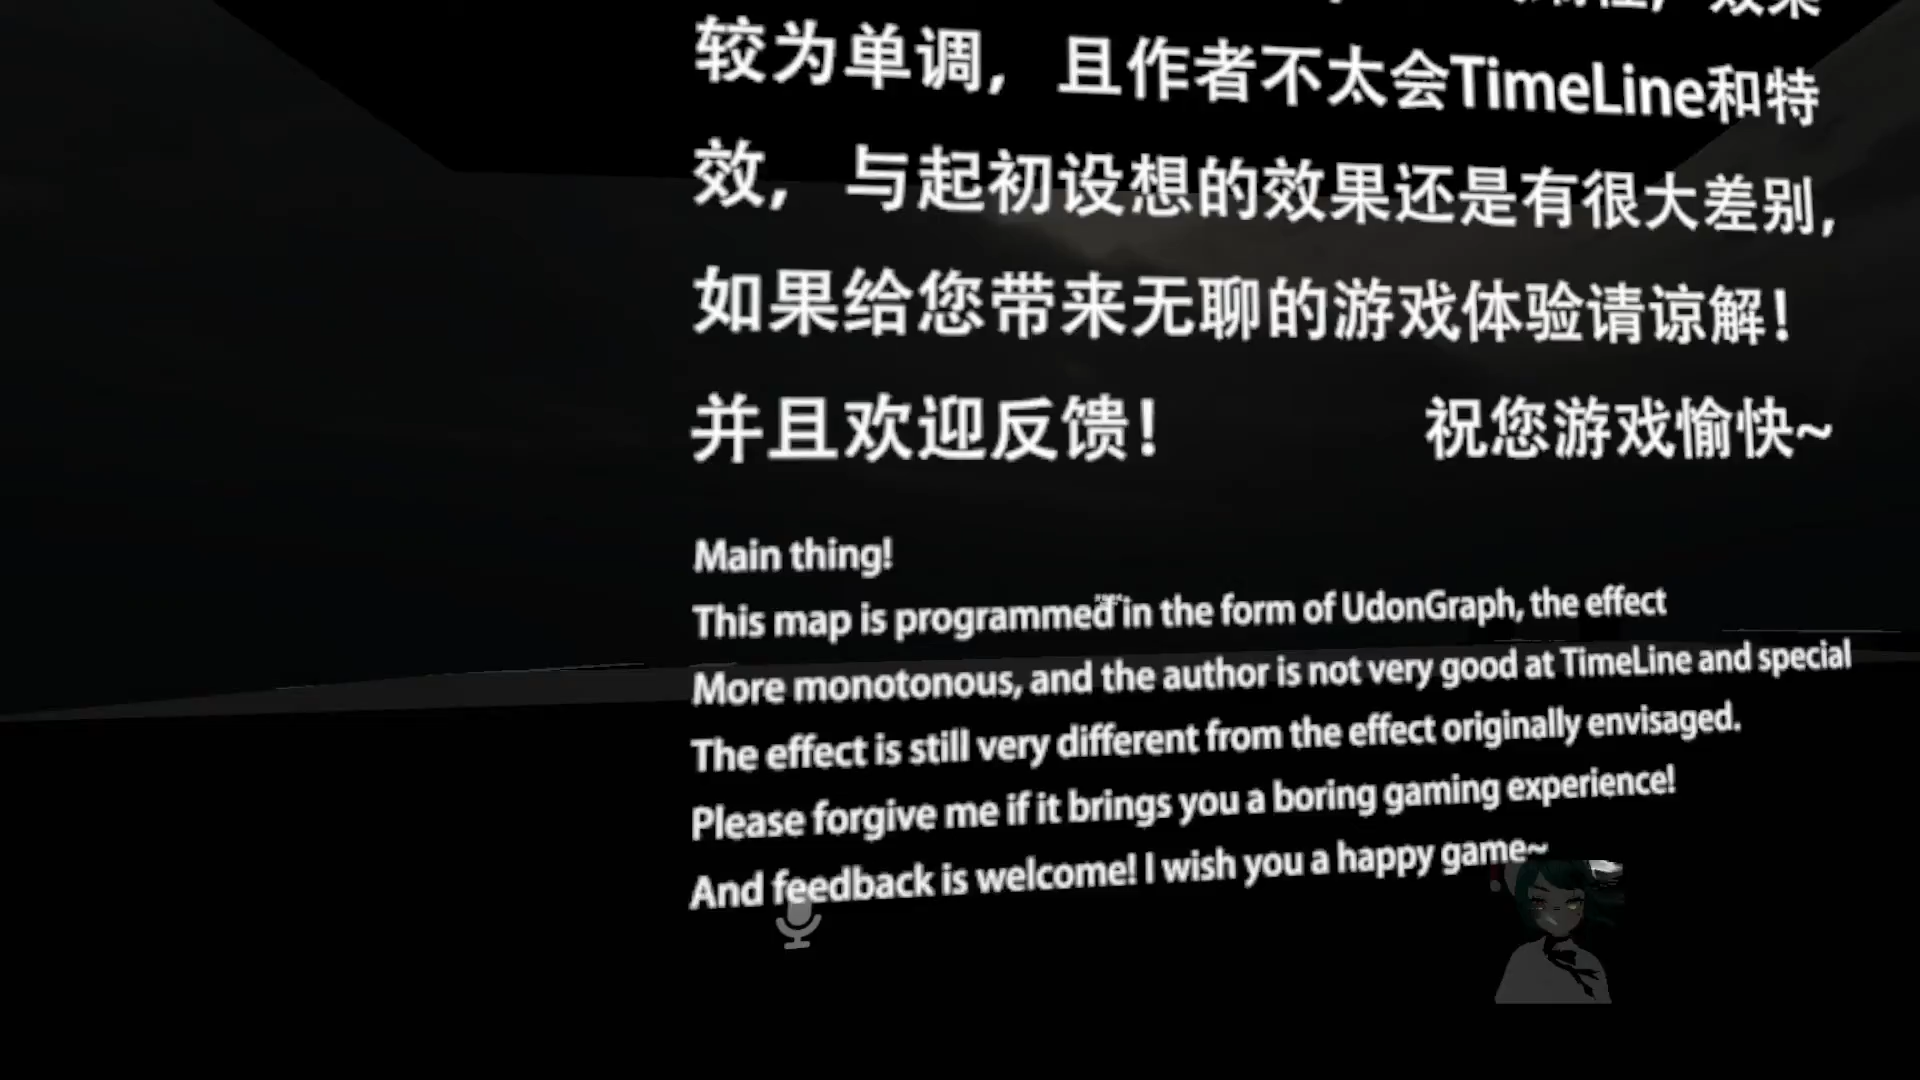 效果
较为单调，且作者不太会TimeLine和特
效，与起初设想的效果还是有很大差别，
如果给您带来无聊的游戏体验请谅解！
并且欢迎反馈！ 祝您游戏愉快~
Main thing!
This map is programmed in the form of UdonGraph, the effect
More monotonous, and the author is not very good at TimeLine and special
The effect is still very different from the effect originally envisaged.
Please forgive me if it brings you a boring gaming experience!
And feedback is welcome! I wish you a happy game~